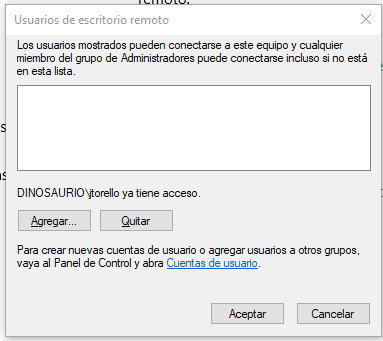 remoto.
Usuarios de escritorio remoto
Los usuarios mostrados pueden conectarse a este equipo y cualquier
miembro del grupo de Administradores puede conectarse incluso si no está
en esta lista.
DINOSAURIO\jtorello ya tiene acceso.
Agregar...
Quitar
Para crear nuevas cuentas de usuario o agregar usuarios a otros grupos,
vaya al Panel de Control y abra Cuentas de usuario.
Aceptar
Cancelar